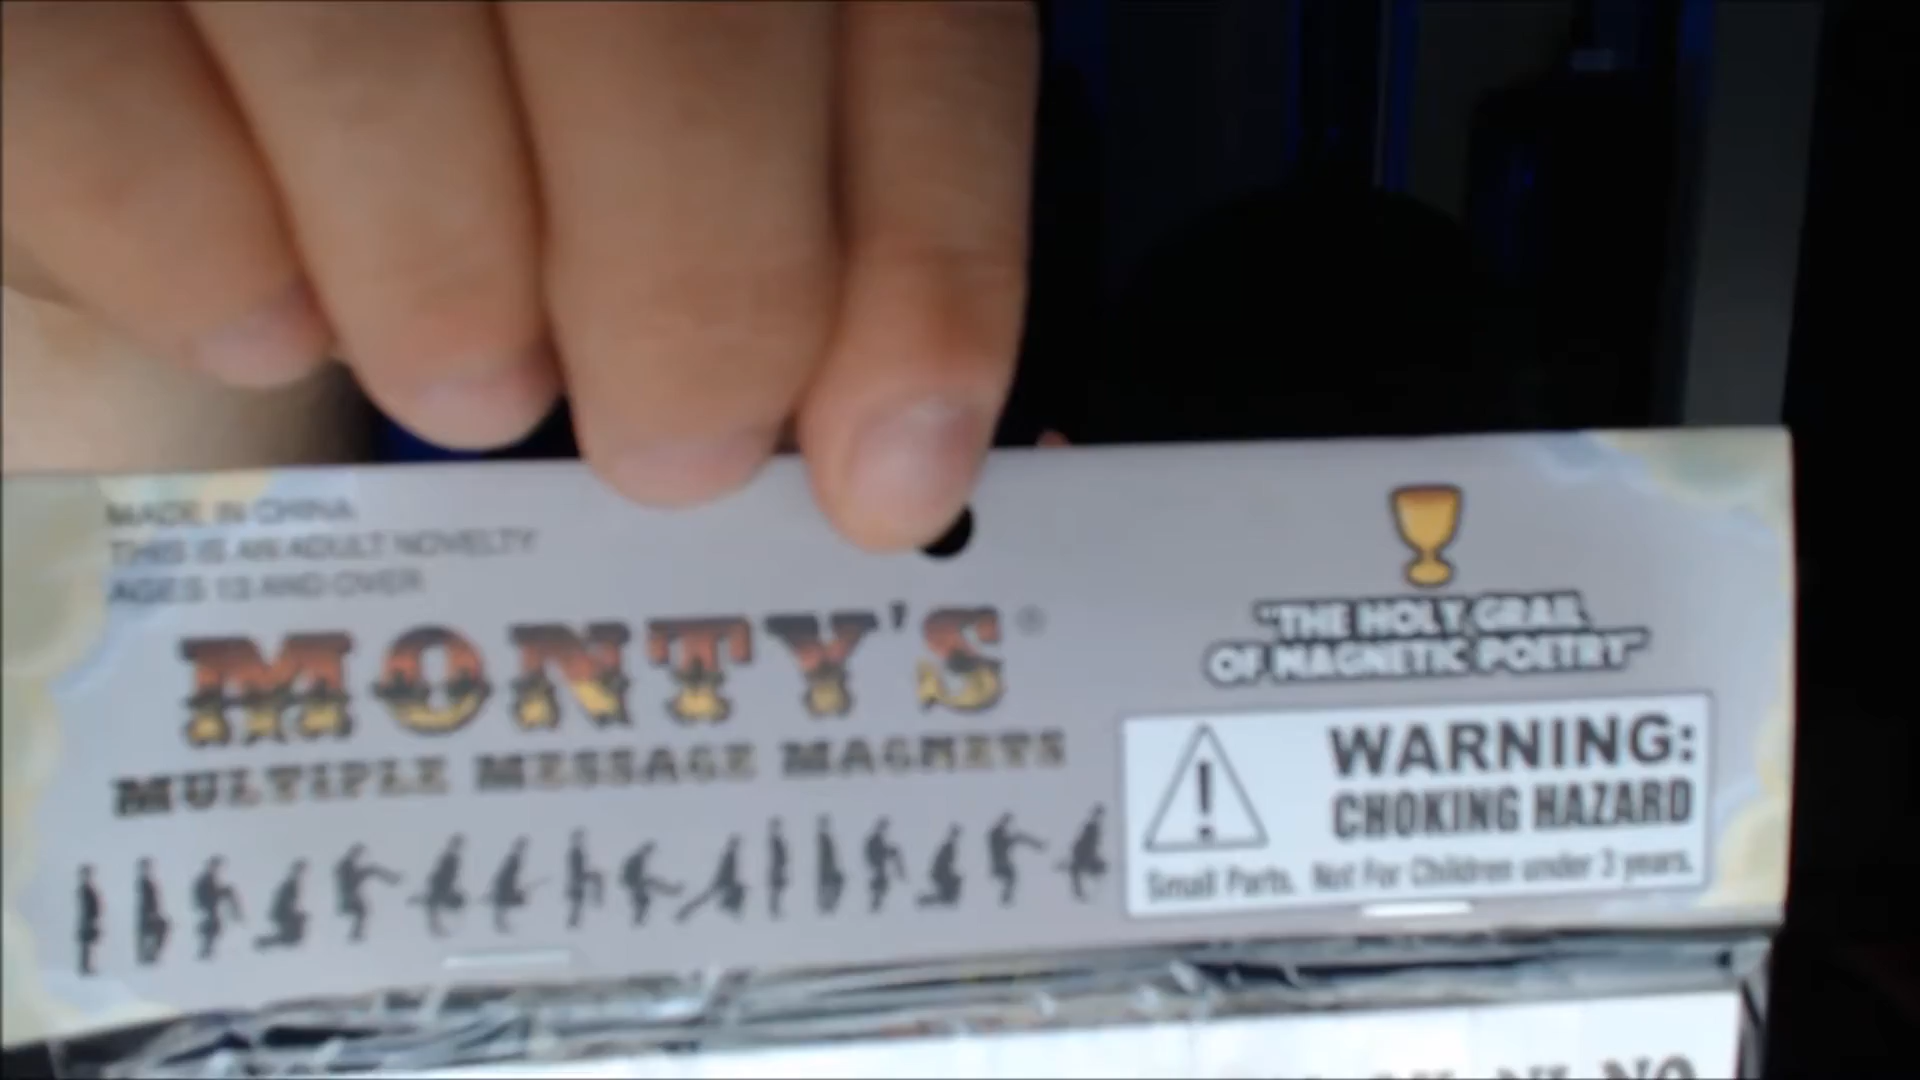 MADE IN CHINA
THIS IS AN ADULT NOVELTY
AGES 13 AND OVER
MONTY'S®
MULTIPLE MESSAGE MAGNETS
"THE HOLY GRAIL
OF MAGNETIC POETRY"
WARNING:
CHOKING HAZARD
Small Parts. Not For Children under 3 years.